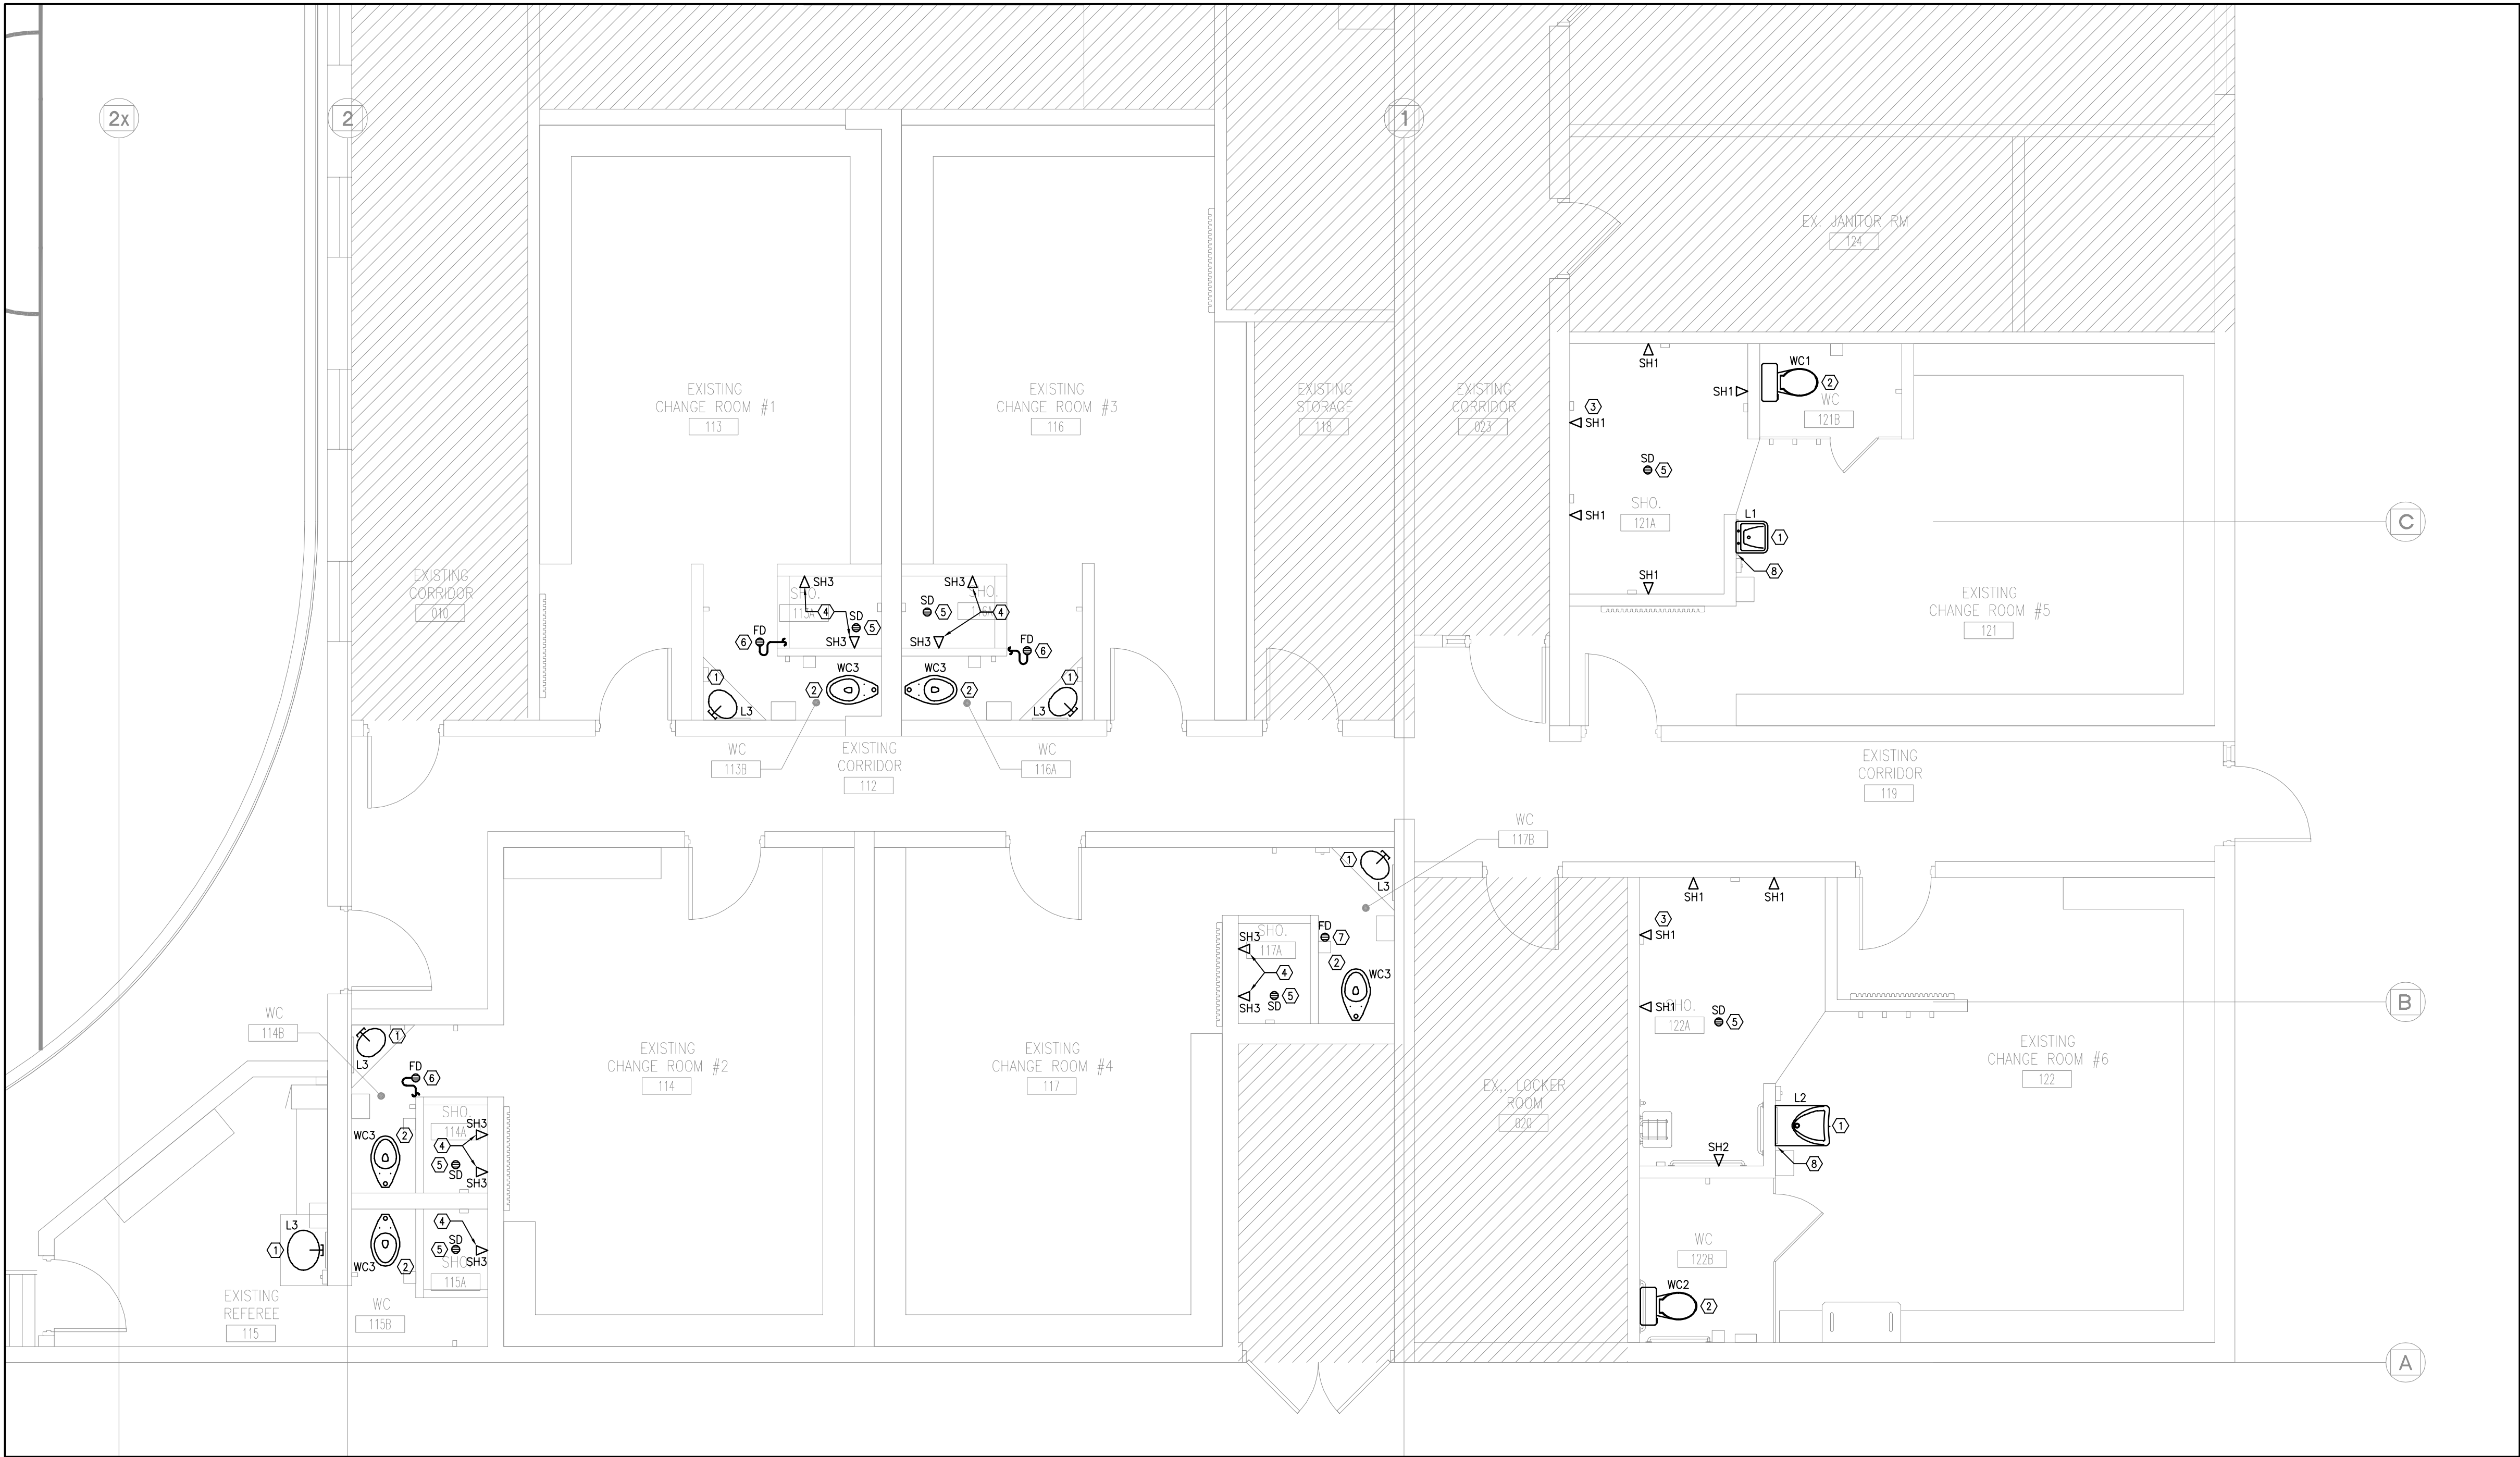 2x
2
1
EX. JANITOR RM
124
EXISTING
CHANGE ROOM #1
113
EXISTING
CHANGE ROOM #3
116
EXISTING
STORAGE
118
EXISTING
CORRIDOR
023
SH1
SH1
3
SH1
WC1
2
WC
121B
SD
5
SHO.
121A
SH1
L1
1
8
SH1
C
EXISTING
CHANGE ROOM #5
121
EXISTING
CORRIDOR
010
SH3
SHO.
113A
4
SD
5
SH3
FD
6
WC3
2
1
L3
SH3
SHO.
116A
SD
5
4
SH3
FD
6
WC3
2
1
L3
WC
113B
EXISTING
CORRIDOR
112
WC
116A
EXISTING
CORRIDOR
119
WC
117B
1
L3
FD
7
SHO.
117A
SH3
4
SH3
5
SD
2
WC3
SH1
SH1
3
SH1
SH1
SHO.
122A
SD
5
B
WC
114B
1
L3
FD
6
EXISTING
CHANGE ROOM #2
114
EXISTING
CHANGE ROOM #4
117
EX,. LOCKER
ROOM
020
EXISTING
CHANGE ROOM #6
122
SHO.
114A
SH3
4
5
SD
SH3
WC3
2
L2
1
8
SH2
L3
1
WC3
2
4
SD
5
SH3
SHO.
115A
WC
122B
WC2
2
EXISTING
REFEREE
115
WC
115B
A